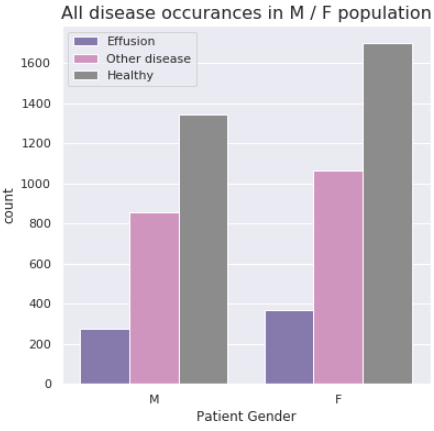 All disease occurances in M / F population
Effusion
Other disease
Healthy
1600
1400
1200
1000
800
600
400
200
0
count
M F
Patient Gender